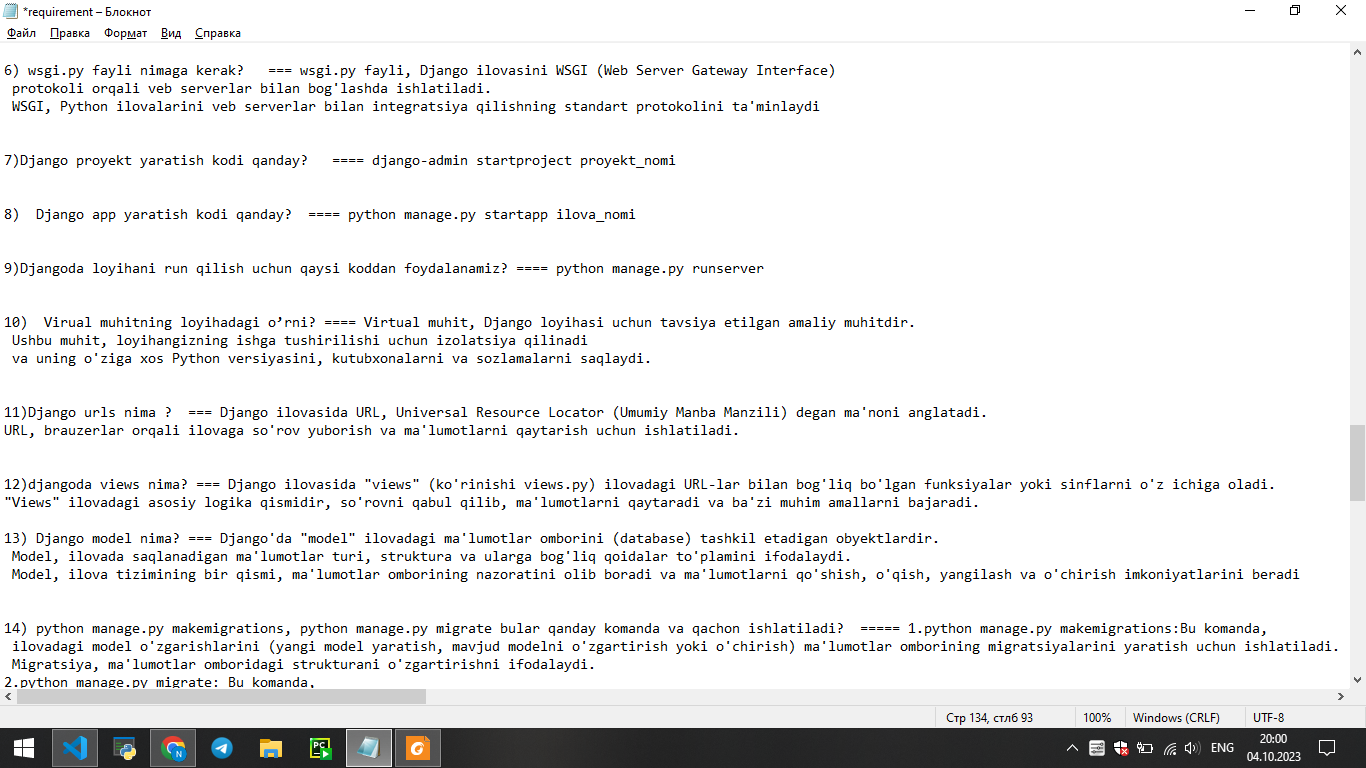 *requirement – Блокнот
Файл Правка Формат Вид Справка
6) wsgi.py fayli nimaga kerak?   === wsgi.py fayli, Django ilovasini WSGI (Web Server Gateway Interface)
protokoli orqali veb serverlar bilan bog'lashda ishlatiladi.
WSGI, Python ilovalarini veb serverlar bilan integratsiya qilishning standart protokolini ta'minlaydi
7)Django proyekt yaratish kodi qanday?   ==== django-admin startproject proyekt_nomi
8)  Django app yaratish kodi qanday?  ==== python manage.py startapp ilova_nomi
9)Djangoda loyihani run qilish uchun qaysi koddan foydalanamiz? ==== python manage.py runserver
10)  Virual muhitning loyihadagi o’rni? ==== Virtual muhit, Django loyihasi uchun tavsiya etilgan amaliy muhitdir.
Ushbu muhit, loyihangizning ishga tushirilishi uchun izolatsiya qilinadi
va uning o'ziga xos Python versiyasini, kutubxonalarni va sozlamalarni saqlaydi.
11)Django urls nima ?  === Django ilovasida URL, Universal Resource Locator (Umumiy Manba Manzili) degan ma'noni anglatadi.
URL, brauzerlar orqali ilovaga so'rov yuborish va ma'lumotlarni qaytarish uchun ishlatiladi.
12)djangoda views nima? === Django ilovasida "views" (ko'rinishi views.py) ilovadagi URL-lar bilan bog'liq bo'lgan funksiyalar yoki sinflarni o'z ichiga oladi.
"Views" ilovadagi asosiy logika qismidir, so'rovni qabul qilib, ma'lumotlarni qaytaradi va ba'zi muhim amallarni bajaradi.
13) Django model nima? === Django'da "model" ilovadagi ma'lumotlar omborini (database) tashkil etadigan obyektlardir.
Model, ilovada saqlanadigan ma'lumotlar turi, struktura va ularga bog'liq qoidalar to'plamini ifodalaydi.
Model, ilova tizimining bir qismi, ma'lumotlar omborining nazoratini olib boradi va ma'lumotlarni qo'shish, o'qish, yangilash va o'chirish imkoniyatlarini beradi
14) python manage.py makemigrations, python manage.py migrate bular qanday komanda va qachon ishlatiladi?  ===== 1.python manage.py makemigrations:Bu komanda,
ilovadagi model o'zgarishlarini (yangi model yaratish, mavjud modelni o'zgartirish yoki o'chirish) ma'lumotlar omborining migratsiyalarini yaratish uchun ishlatiladi.
Migratsiya, ma'lumotlar omboridagi strukturani o'zgartirishni ifodalaydi.
2.python manage.py migrate: Bu komanda,
Стр 134, стлб 93 100% Windows (CRLF) UTF-8
PC N G ENG 20:00
04.10.2023